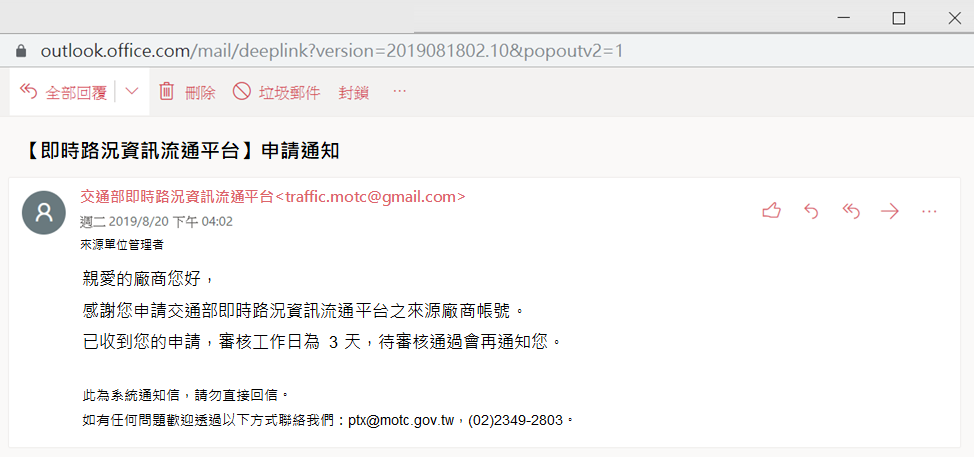 outlook.office.com/mail/deeplink?version=2019081802.10&popoutv2=1
全部回覆 刪除 垃圾郵件 封鎖 ...
【即時路況資訊流通平台】申請通知
交通部即時路況資訊流通平台<traffic.motc@gmail.com>
週二 2019/8/20 下午 04:02
來源單位管理者
親愛的廠商您好，
感謝您申請交通部即時路況資訊流通平台之來源廠商帳號。
已收到您的申請，審核工作日為 3 天，待審核通過會再通知您。
此為系統通知信，請勿直接回信。
如有任何問題歡迎透過以下方式聯絡我們：ptx@motc.gov.tw，(02)2349-2803。